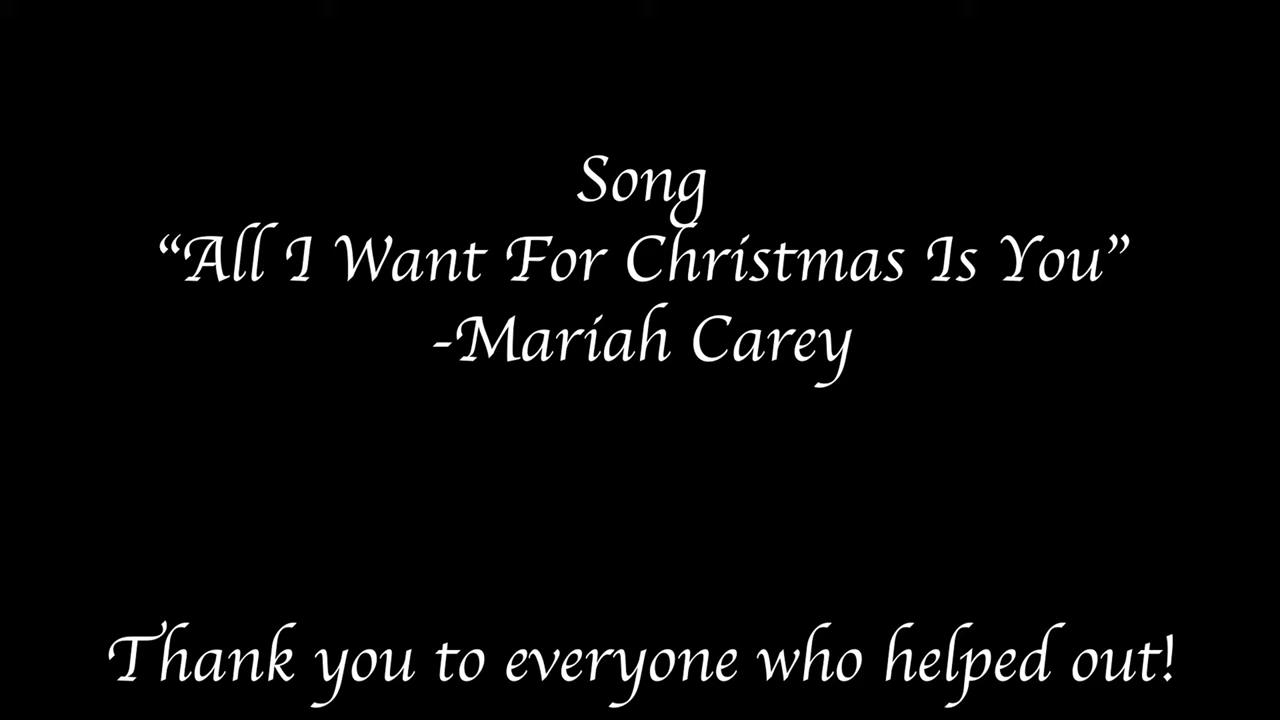 Song
“All I Want For Christmas Is You”
-Mariah Carey
Thank you to everyone who helped out!